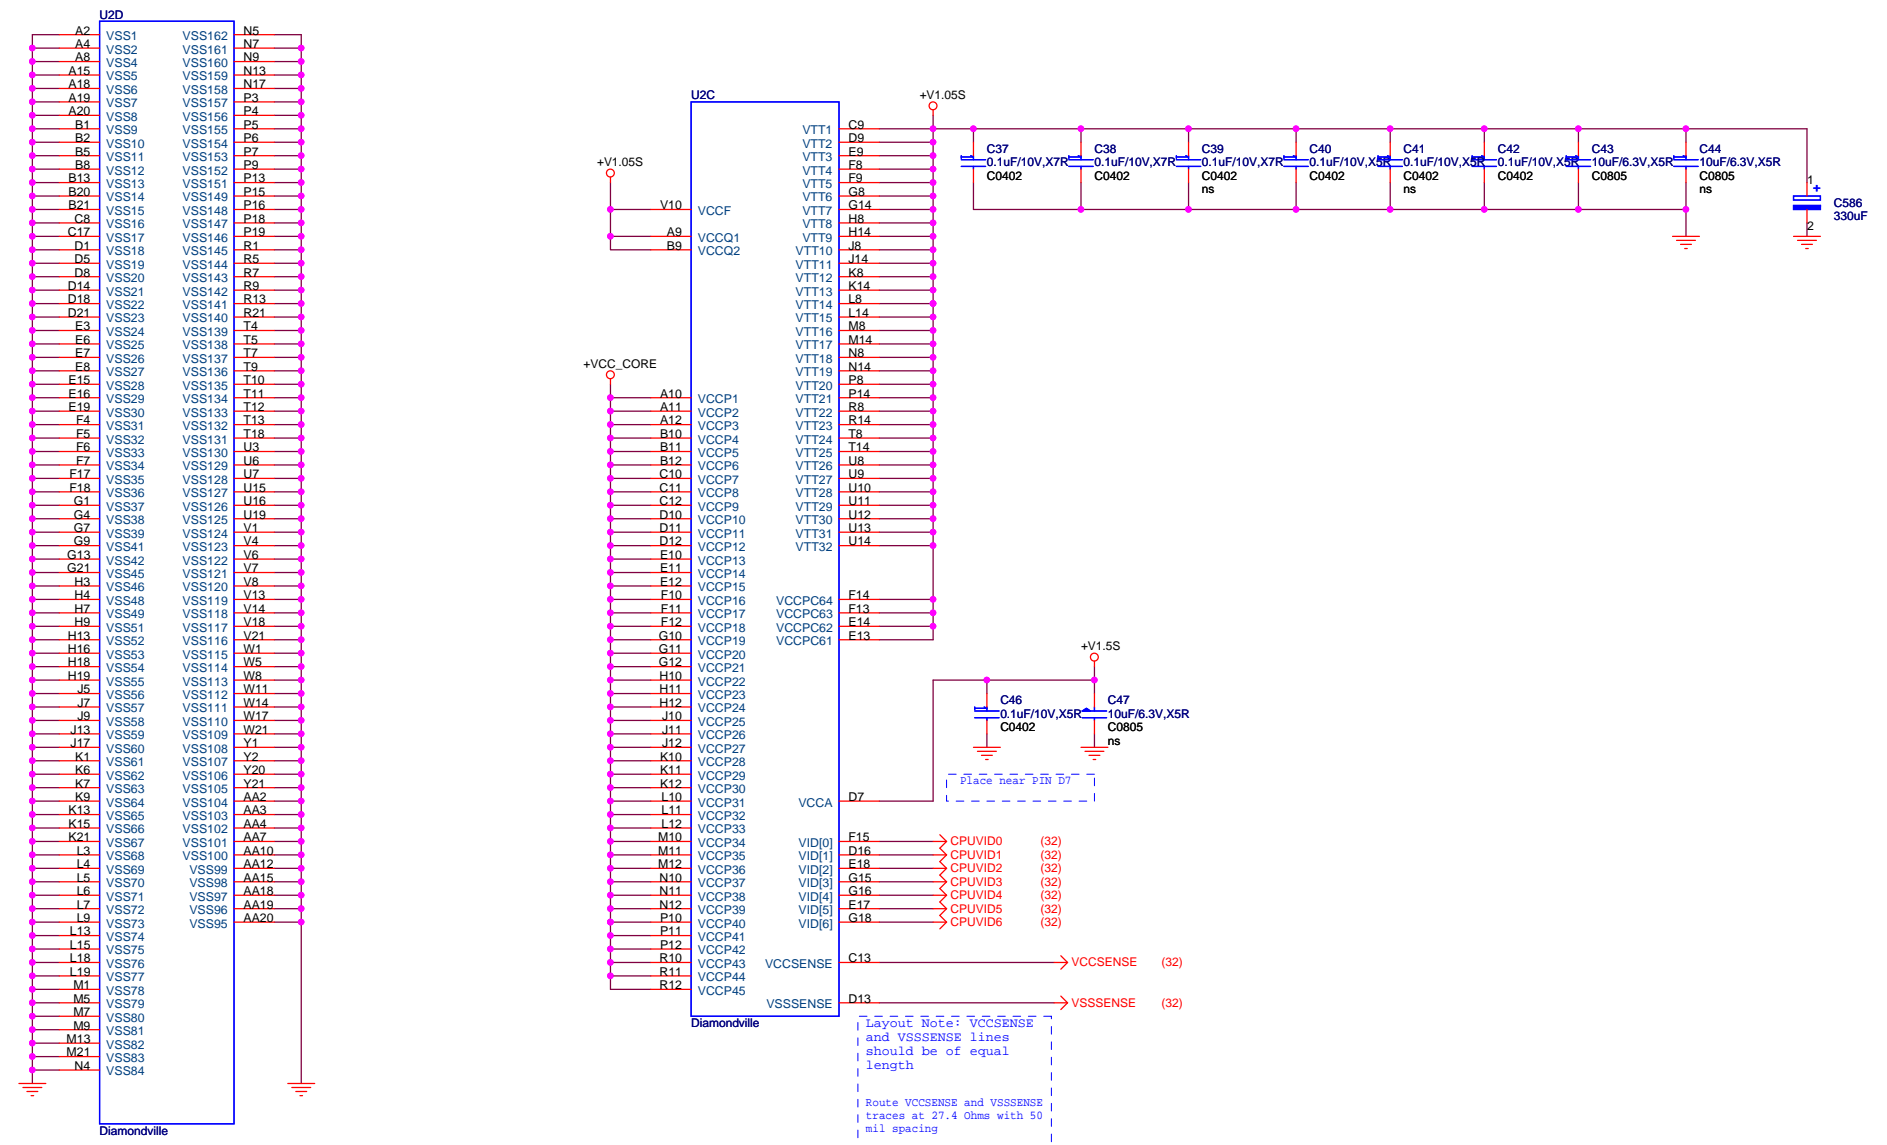 U2D
A2 VSS1 VSS162 N5
A4 VSS2 VSS161 N7
A8 VSS4 VSS160 N9
A15 VSS5 VSS159 N13
A18 VSS6 VSS158 N17
A19 VSS7 VSS157 P3
A20 VSS8 VSS156 P4
B1 VSS9 VSS155 P5
B2 VSS10 VSS154 P6
B5 VSS11 VSS153 P7
B8 VSS12 VSS152 P9
B13 VSS13 VSS151 P13
B20 VSS14 VSS149 P15
B21 VSS15 VSS148 P16
C8 VSS16 VSS147 P18
C17 VSS17 VSS146 P19
D1 VSS18 VSS145 R1
D5 VSS19 VSS144 R5
D8 VSS20 VSS143 R7
D14 VSS21 VSS142 R9
D18 VSS22 VSS141 R13
D21 VSS23 VSS140 R21
E3 VSS24 VSS139 T4
E6 VSS25 VSS138 T5
E7 VSS26 VSS137 T7
E8 VSS27 VSS136 T9
E15 VSS28 VSS135 T10
E16 VSS29 VSS134 T11
E19 VSS30 VSS133 T12
F4 VSS31 VSS132 T13
F5 VSS32 VSS131 T18
F6 VSS33 VSS130 U3
F7 VSS34 VSS129 U6
F17 VSS35 VSS128 U7
F18 VSS36 VSS127 U15
G1 VSS37 VSS126 U16
G4 VSS38 VSS125 U19
G7 VSS39 VSS124 V1
G9 VSS41 VSS123 V4
G13 VSS42 VSS122 V6
G21 VSS45 VSS121 V7
H3 VSS46 VSS120 V8
H4 VSS48 VSS119 V13
H7 VSS49 VSS118 V14
H9 VSS51 VSS117 V18
H13 VSS52 VSS116 V21
H16 VSS53 VSS115 W1
H18 VSS54 VSS114 W5
H19 VSS55 VSS113 W8
J5 VSS56 VSS112 W11
J7 VSS57 VSS111 W14
J9 VSS58 VSS110 W17
J13 VSS59 VSS109 W21
J17 VSS60 VSS108 Y1
K1 VSS61 VSS107 Y2
K6 VSS62 VSS106 Y20
K7 VSS63 VSS105 Y21
K9 VSS64 VSS104 AA2
K13 VSS65 VSS103 AA3
K15 VSS66 VSS102 AA4
K21 VSS67 VSS101 AA7
L3 VSS68 VSS100 AA10
L4 VSS69 VSS99 AA12
L5 VSS70 VSS98 AA15
L6 VSS71 VSS97 AA18
L7 VSS72 VSS96 AA19
L9 VSS73 VSS95 AA20
L13 VSS74
L15 VSS75
L18 VSS76
L19 VSS77
M1 VSS78
M5 VSS79
M7 VSS80
M9 VSS81
M13 VSS82
M21 VSS83
N4 VSS84
Diamondville
U2C
+V1.05S
V10 VCCF
A9 VCCQ1
B9 VCCQ2
+VCC_CORE
A10 VCCP1
A11 VCCP2
A12 VCCP3
B10 VCCP4
B11 VCCP5
B12 VCCP6
C10 VCCP7
C11 VCCP8
C12 VCCP9
D10 VCCP10
D11 VCCP11
D12 VCCP12
E10 VCCP13
E11 VCCP14
E12 VCCP15
F10 VCCP16
F11 VCCP17
F12 VCCP18
G10 VCCP19
G11 VCCP20
G12 VCCP21
H10 VCCP22
H11 VCCP23
H12 VCCP24
J10 VCCP25
J11 VCCP26
J12 VCCP27
K10 VCCP28
K11 VCCP29
K12 VCCP30
L10 VCCP31
L11 VCCP32
L12 VCCP33
M10 VCCP34
M11 VCCP35
M12 VCCP36
N10 VCCP37
N11 VCCP38
N12 VCCP39
P10 VCCP40
P11 VCCP41
P12 VCCP42
R10 VCCP43
R11 VCCP44
R12 VCCP45
Diamondville
+V1.05S
VTT1 C9
VTT2 D9
VTT3 E9
VTT4 F8
VTT5 F9
VTT6 G8
VTT7 G14
VTT8 H8
VTT9 H14
VTT10 J8
VTT11 J14
VTT12 K8
VTT13 K14
VTT14 L8
VTT15 L14
VTT16 M8
VTT17 M14
VTT18 N8
VTT19 N14
VTT20 P8
VTT21 P14
VTT22 R8
VTT23 R14
VTT24 T8
VTT25 T14
VTT26 U8
VTT27 U9
VTT28 U10
VTT29 U11
VTT30 U12
VTT31 U13
VTT32 U14
VCCPC64 F14
VCCPC63 F13
VCCPC62 E14
VCCPC61 E13
VCCA D7
VID[0] F15 CPUVID0 (32)
VID[1] D16 CPUVID1 (32)
VID[2] E18 CPUVID2 (32)
VID[3] G15 CPUVID3 (32)
VID[4] G16 CPUVID4 (32)
VID[5] E17 CPUVID5 (32)
VID[6] G18 CPUVID6 (32)
VCCSENSE C13 VCCSENSE (32)
VSSSENSE D13 VSSSENSE (32)
C37
0.1uF/10V,X7R
C0402
C38
0.1uF/10V,X7R
C0402
C39
0.1uF/10V,X7R
C0402
ns
C40
0.1uF/10V,X5R
C0402
C41
0.1uF/10V,X5R
C0402
ns
C42
0.1uF/10V,X5R
C0402
C43
10uF/6.3V,X5R
C0805
C44
10uF/6.3V,X5R
C0805
ns
1
+
C586
330uF
2
+V1.5S
C46
0.1uF/10V,X5R
C0402
C47
10uF/6.3V,X5R
C0805
ns
Place near PIN D7
Layout Note: VCCSENSE
and VSSSENSE lines
should be of equal
length
Route VCCSENSE and VSSSENSE
traces at 27.4 Ohms with 50
mil spacing